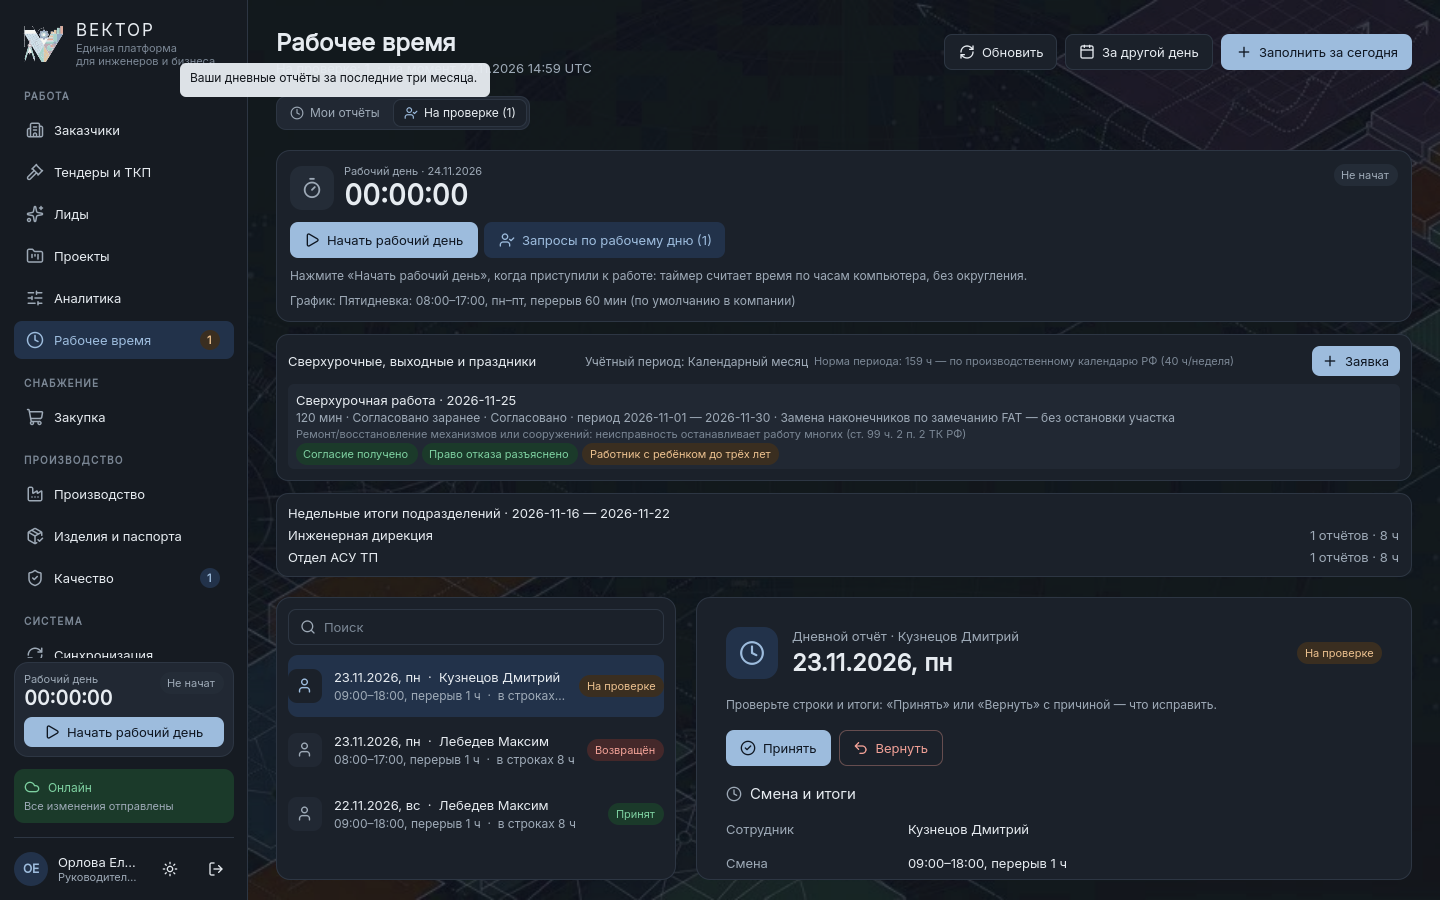 ВЕКТОР
Единая платформа
для инженеров и бизнеса
РАБОТА
Заказчики
Тендеры и ТКП
Лиды
Проекты
Аналитика
Рабочее время
1
СНАБЖЕНИЕ
Закупка
ПРОИЗВОДСТВО
Производство
Изделия и паспорта
Качество
1
СИСТЕМА
Синхронизация
Рабочий день
Не начат
00:00:00
Начать рабочий день
Онлайн
Все изменения отправлены
ОЕ
Орлова Ел...
Руководител...
Рабочее время
.2026 14:59 UTC
Ваши дневные отчёты за последние три месяца.
Обновить
За другой день
Заполнить за сегодня
Мои отчёты
На проверке (1)
Рабочий день · 24.11.2026
00:00:00
Не начат
Начать рабочий день
Запросы по рабочему дню (1)
Нажмите «Начать рабочий день», когда приступили к работе: таймер считает время по часам компьютера, без округления.
График: Пятидневка: 08:00–17:00, пн–пт, перерыв 60 мин (по умолчанию в компании)
Сверхурочные, выходные и праздники
Учётный период: Календарный месяц
Норма периода: 159 ч — по производственному календарю РФ (40 ч/неделя)
Заявка
Сверхурочная работа · 2026-11-25
120 мин · Согласовано заранее · Согласовано · период 2026-11-01 — 2026-11-30 · Замена наконечников по замечанию FAT — без остановки участка
Ремонт/восстановление механизмов или сооружений: неисправность останавливает работу многих (ст. 99 ч. 2 п. 2 ТК РФ)
Согласие получено
Право отказа разъяснено
Работник с ребёнком до трёх лет
Недельные итоги подразделений · 2026-11-16 — 2026-11-22
Инженерная дирекция
1 отчётов · 8 ч
Отдел АСУ ТП
1 отчётов · 8 ч
Поиск
23.11.2026, пн · Кузнецов Дмитрий
09:00–18:00, перерыв 1 ч · в строках...
На проверке
23.11.2026, пн · Лебедев Максим
08:00–17:00, перерыв 1 ч · в строках 8 ч
Возвращён
22.11.2026, вс · Лебедев Максим
09:00–18:00, перерыв 1 ч · в строках 8 ч
Принят
Дневной отчёт · Кузнецов Дмитрий
23.11.2026, пн
На проверке
Проверьте строки и итоги: «Принять» или «Вернуть» с причиной — что исправить.
Принять
Вернуть
Смена и итоги
Сотрудник
Кузнецов Дмитрий
Смена
09:00–18:00, перерыв 1 ч